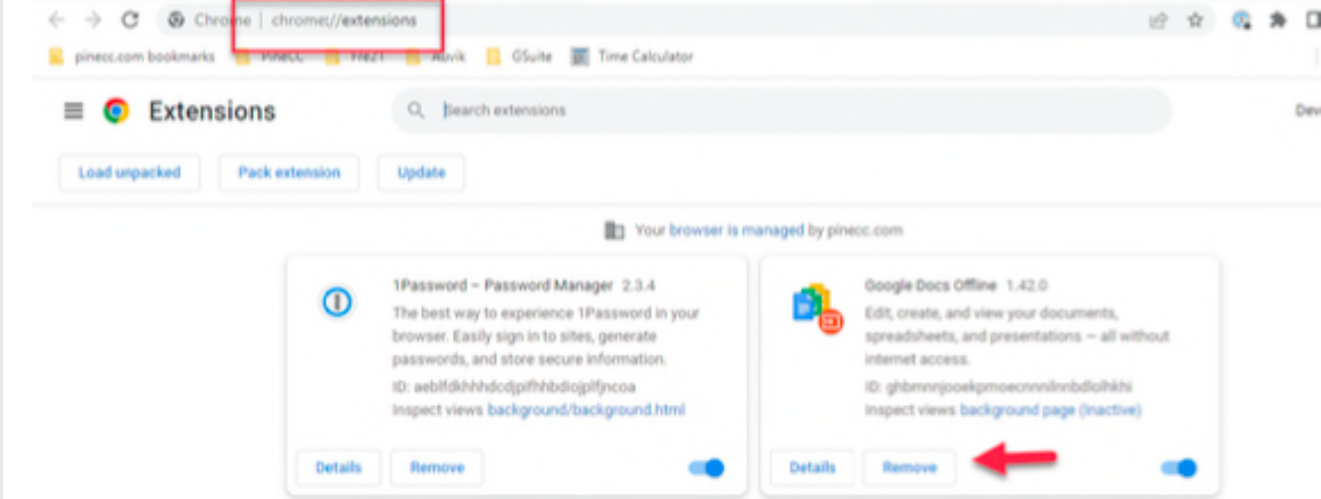 Chrome | chrome://extensions
pinecc.com bookmarks PineCC Auvik GSuite Time Calculator
Extensions
Search extensions
Dev
Load unpacked Pack extension Update
Your browser is managed by pinecc.com
1Password – Password Manager 2.3.4
The best way to experience 1Password in your
browser. Easily sign in to sites, generate
passwords, and store secure information.
ID: aeblfdkhhhdcdjpifhhbdiojplfjncoa
Inspect views background/background.html
Details Remove
Google Docs Offline 1.42.0
Edit, create, and view your documents,
spreadsheets, and presentations — all without
internet access.
ID: ghbmnnjooekpmoecnnnilnnbdlolhkhi
Inspect views background page (Inactive)
Details Remove